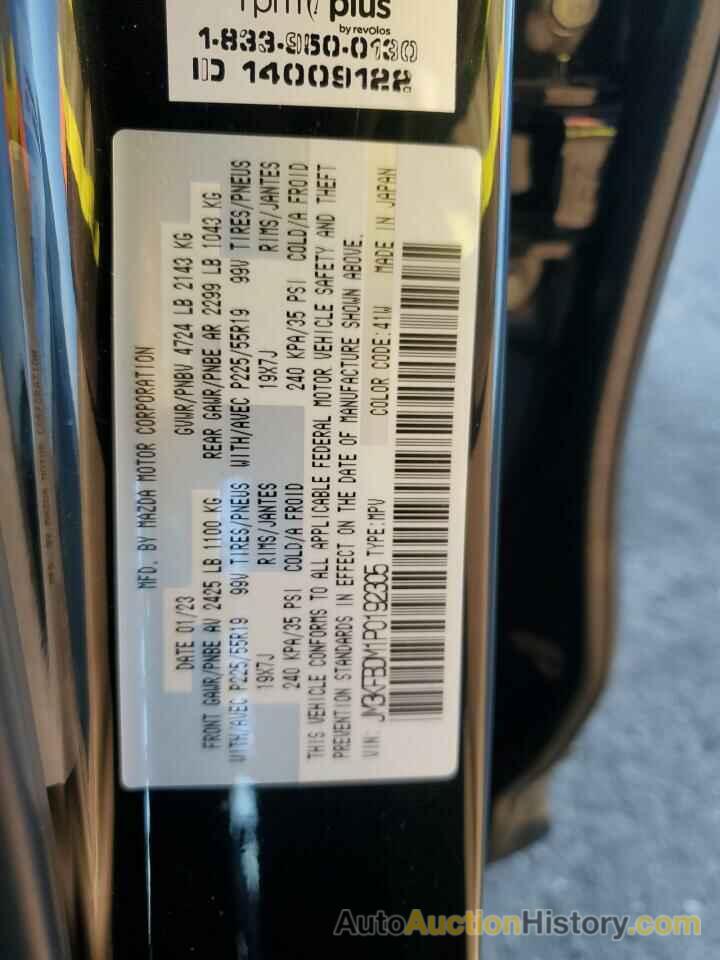 rpm plus
by revolos
1-833-950-0130
ID 14009122
MFD. BY MAZDA MOTOR CORPORATION
DATE 01/23 GVWR/PNBV 4724 LB 2143 KG
FRONT GAWR/PNBE AV 2425 LB 1100 KG REAR GAWR/PNBE AR 2299 LB 1043 KG
WITH/AVEC P225/55R19 99V TIRES/PNEUS WITH/AVEC P225/55R19 99V TIRES/PNEUS
19X7J RIMS/JANTES 19X7J RIMS/JANTES
240 KPA/35 PSI COLD/A FROID 240 KPA/35 PSI COLD/A FROID
THIS VEHICLE CONFORMS TO ALL APPLICABLE FEDERAL MOTOR VEHICLE SAFETY AND THEFT
PREVENTION STANDARDS IN EFFECT ON THE DATE OF MANUFACTURE SHOWN ABOVE.
VIN: JM3KFBDM1P0192305 TYPE:MPV COLOR CODE:41W MADE IN JAPAN
AutoAuctionHistory.com